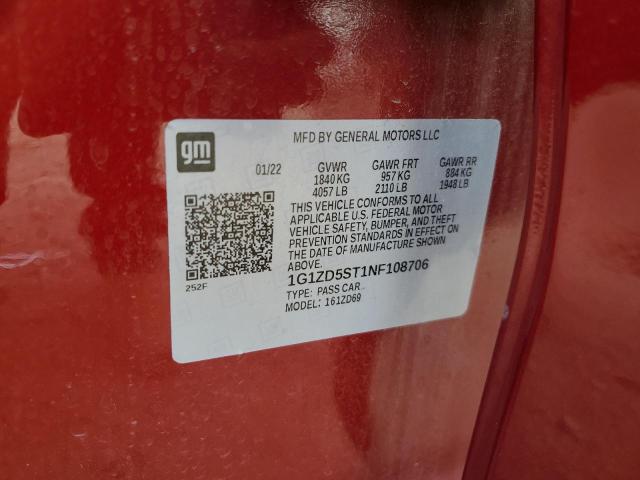 gm
MFD BY GENERAL MOTORS LLC
01/22 GVWR GAWR FRT GAWR RR
1840 KG 957 KG 884 KG
4057 LB 2110 LB 1948 LB
THIS VEHICLE CONFORMS TO ALL
APPLICABLE U.S. FEDERAL MOTOR
VEHICLE SAFETY, BUMPER, AND THEFT
PREVENTION STANDARDS IN EFFECT ON
THE DATE OF MANUFACTURE SHOWN
ABOVE.
252F
1G1ZD5ST1NF108706
TYPE: PASS CAR
MODEL: 161ZD69